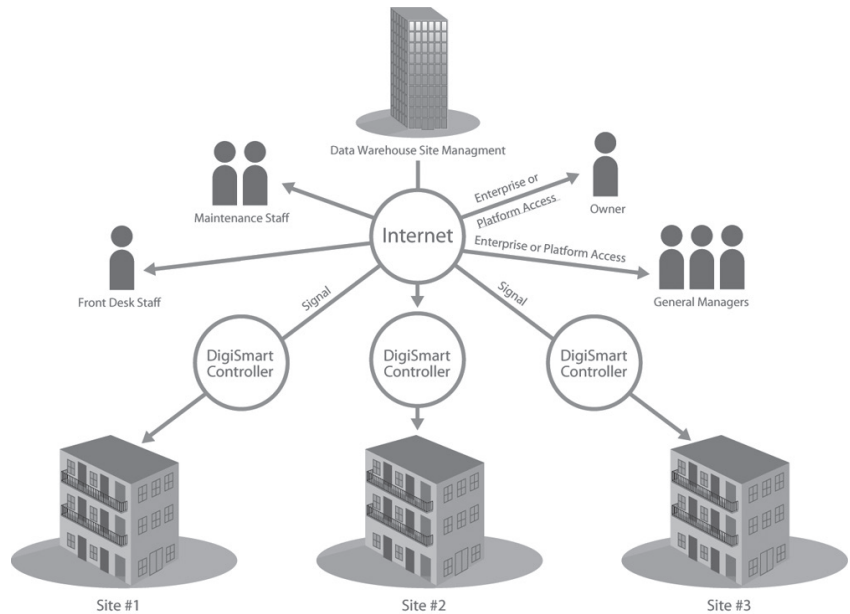 Data Warehouse Site Managment
Maintenance Staff
Enterprise or
Platform Access
Owner
Internet
Front Desk Staff
Enterprise or Platform Access
General Managers
Signal
Signal
DigiSmart
Controller
DigiSmart
Controller
DigiSmart
Controller
Site #1
Site #2
Site #3